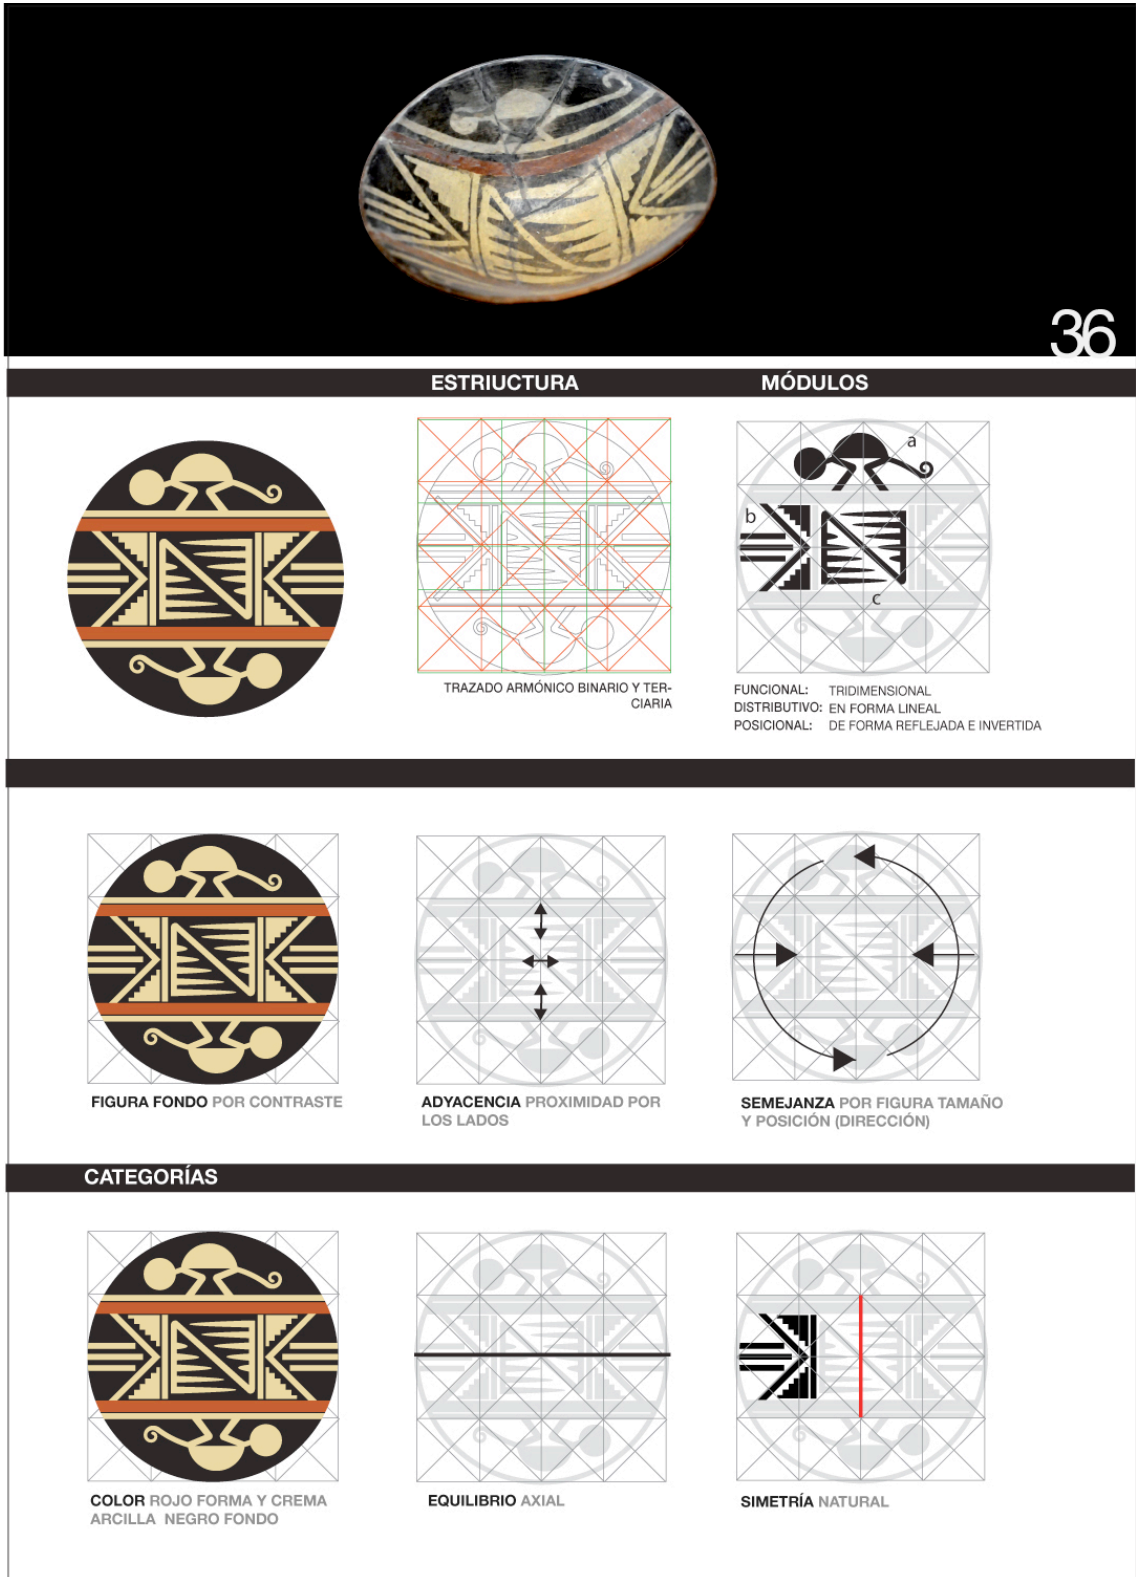 36
ESTRIUCTURA
MÓDULOS
a
b
c
TRAZADO ARMÓNICO BINARIO Y TER-
CIARIA
FUNCIONAL: TRIDIMENSIONAL
DISTRIBUTIVO: EN FORMA LINEAL
POSICIONAL: DE FORMA REFLEJADA E INVERTIDA
FIGURA FONDO POR CONTRASTE
ADYACENCIA PROXIMIDAD POR
LOS LADOS
SEMEJANZA POR FIGURA TAMAÑO
Y POSICIÓN (DIRECCIÓN)
CATEGORÍAS
COLOR ROJO FORMA Y CREMA
ARCILLA NEGRO FONDO
EQUILIBRIO AXIAL
SIMETRÍA NATURAL